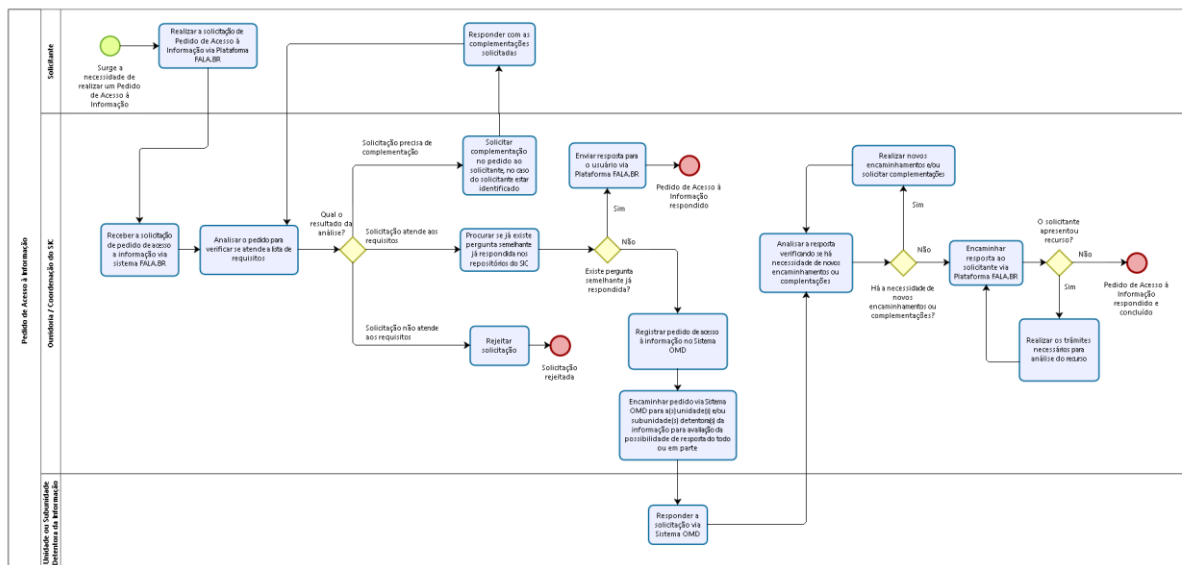 Pedido de Acesso à Informação
Solicitante
Surge a
necessidade de
realizar um Pedido
de Acesso à
Informação
Realizar a solicitação de
Pedido de Acesso à
Informação via Plataforma
FALA.BR
Responder com as
complementações
solicitadas
Ouvidoria / Coordenação do SIC
Receber a solicitação
de pedido de acesso
a informação via
sistema FALA.BR
Analisar o pedido para
verificar se atende a lista de
requisitos
Qual o
resultado da
análise?
Solicitação precisa de
complementação
Solicitar
complementação
no pedido ao
solicitante, no caso
do solicitante estar
identificado
Solicitação atende aos
requisitos
Procurar se já existe
pergunta semelhante
já respondida nos
repositórios do SIC
Solicitação não atende
aos requisitos
Rejeitar
solicitação
Solicitação
rejeitada
Existe pergunta
semelhante já
respondida?
Sim
Enviar resposta para
o usuário via
Plataforma FALA.BR
Pedido de Acesso à
Informação
respondido
Não
Registrar pedido de acesso
à informação no Sistema
OMD
Encaminhar pedido via Sistema
OMD para a(s) unidade(s) e/ou
subunidade(s) detentora(s) da
informação para avaliação da
possibilidade de resposta do todo
ou em parte
Analisar a resposta
verificando se há
necessidade de novos
encaminhamentos ou
complentações
Realizar novos
encaminhamentos e/ou
solicitar complementações
Sim
Não
Há a necessidade de
novos
encaminhamentos ou
complementações?
Encaminhar
resposta ao
solicitante via
Plataforma FALA.BR
O solicitante
apresentou
recurso?
Não
Sim
Pedido de Acesso à
Informação
respondido e
concluído
Realizar os trâmites
necessários para
análise do recurso
Unidade ou Subunidade
Detentora da Informação
Responder a
solicitação via
Sistema OMD